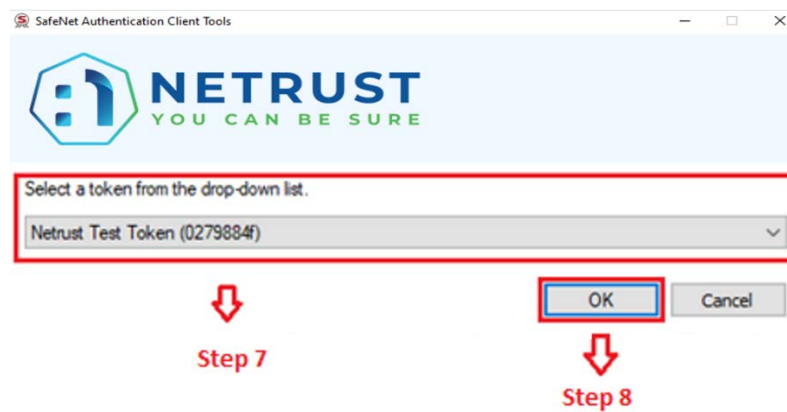 SafeNet Authentication Client Tools
NETRUST
YOU CAN BE SURE
Select a token from the drop-down list.
Netrust Test Token (0279884f)
OK
Cancel
Step 7
Step 8